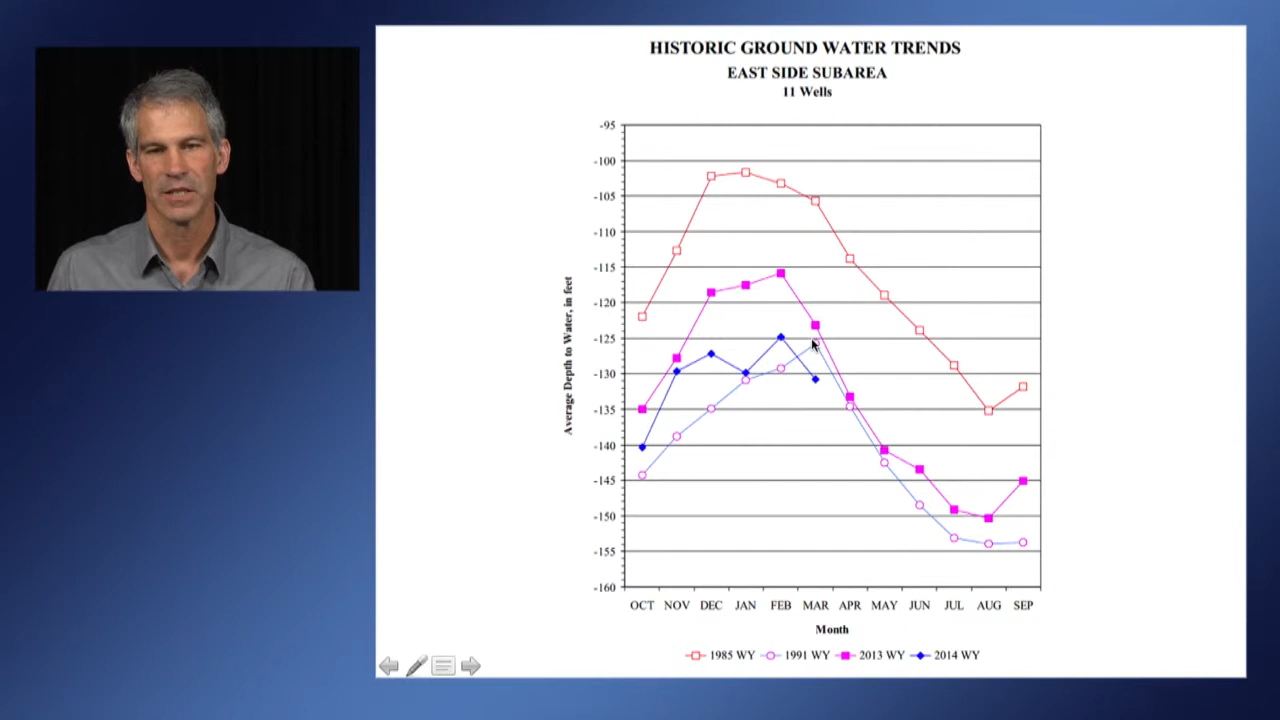 HISTORIC GROUND WATER TRENDS
EAST SIDE SUBAREA
11 Wells
-95
-100
-105
-110
-115
-120
-125
-130
-135
-140
-145
-150
-155
-160
Average Depth to Water, in feet
OCT NOV DEC JAN FEB MAR APR MAY JUN JUL AUG SEP
Month
1985 WY 1991 WY 2013 WY 2014 WY